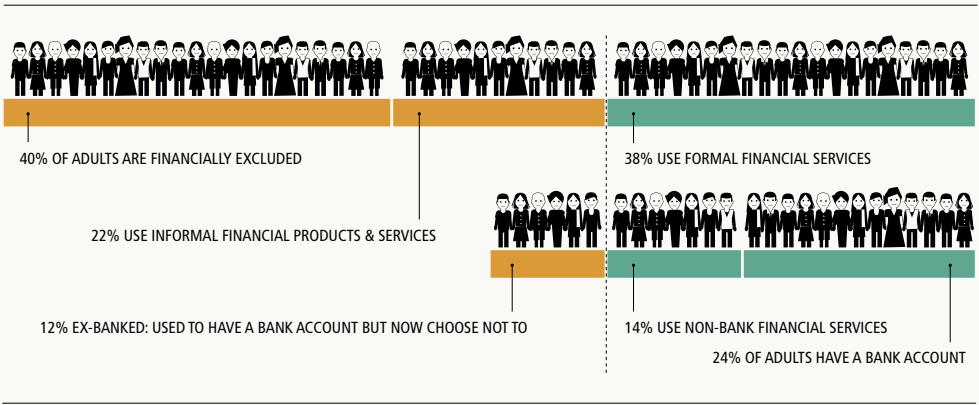 40% OF ADULTS ARE FINANCIALLY EXCLUDED
38% USE FORMAL FINANCIAL SERVICES
22% USE INFORMAL FINANCIAL PRODUCTS & SERVICES
12% EX-BANKED: USED TO HAVE A BANK ACCOUNT BUT NOW CHOOSE NOT TO
14% USE NON-BANK FINANCIAL SERVICES
24% OF ADULTS HAVE A BANK ACCOUNT